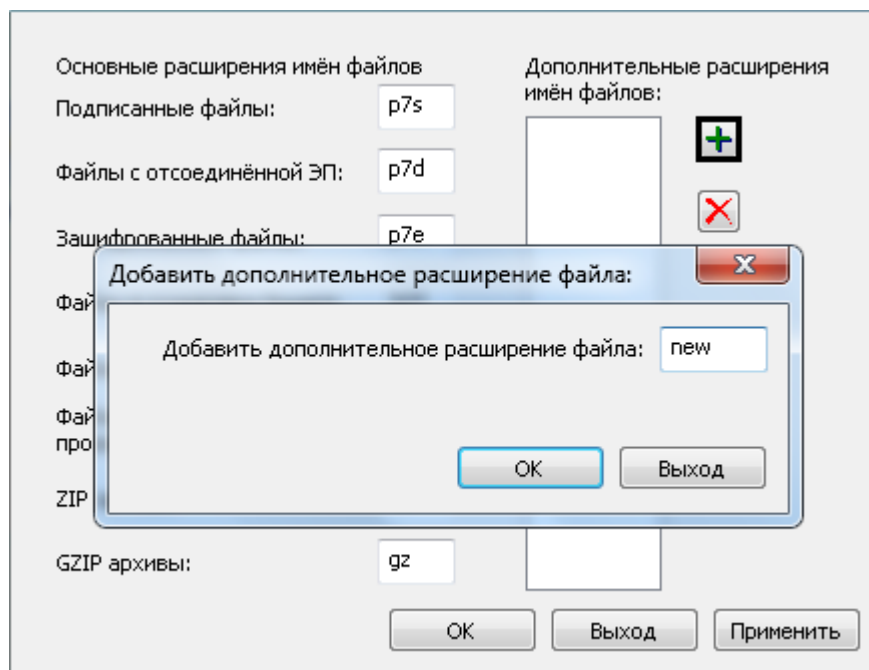 Основные расширения имён файлов
Дополнительные расширения
имён файлов:
Подписанные файлы:
p7s
Файлы с отсоединённой ЭП:
p7d
Зашифрованные файлы:
p7e
Добавить дополнительное расширение файла:
Добавить дополнительное расширение файла:
new
OK
Выход
ZIP
GZIP архивы:
gz
OK
Выход
Применить